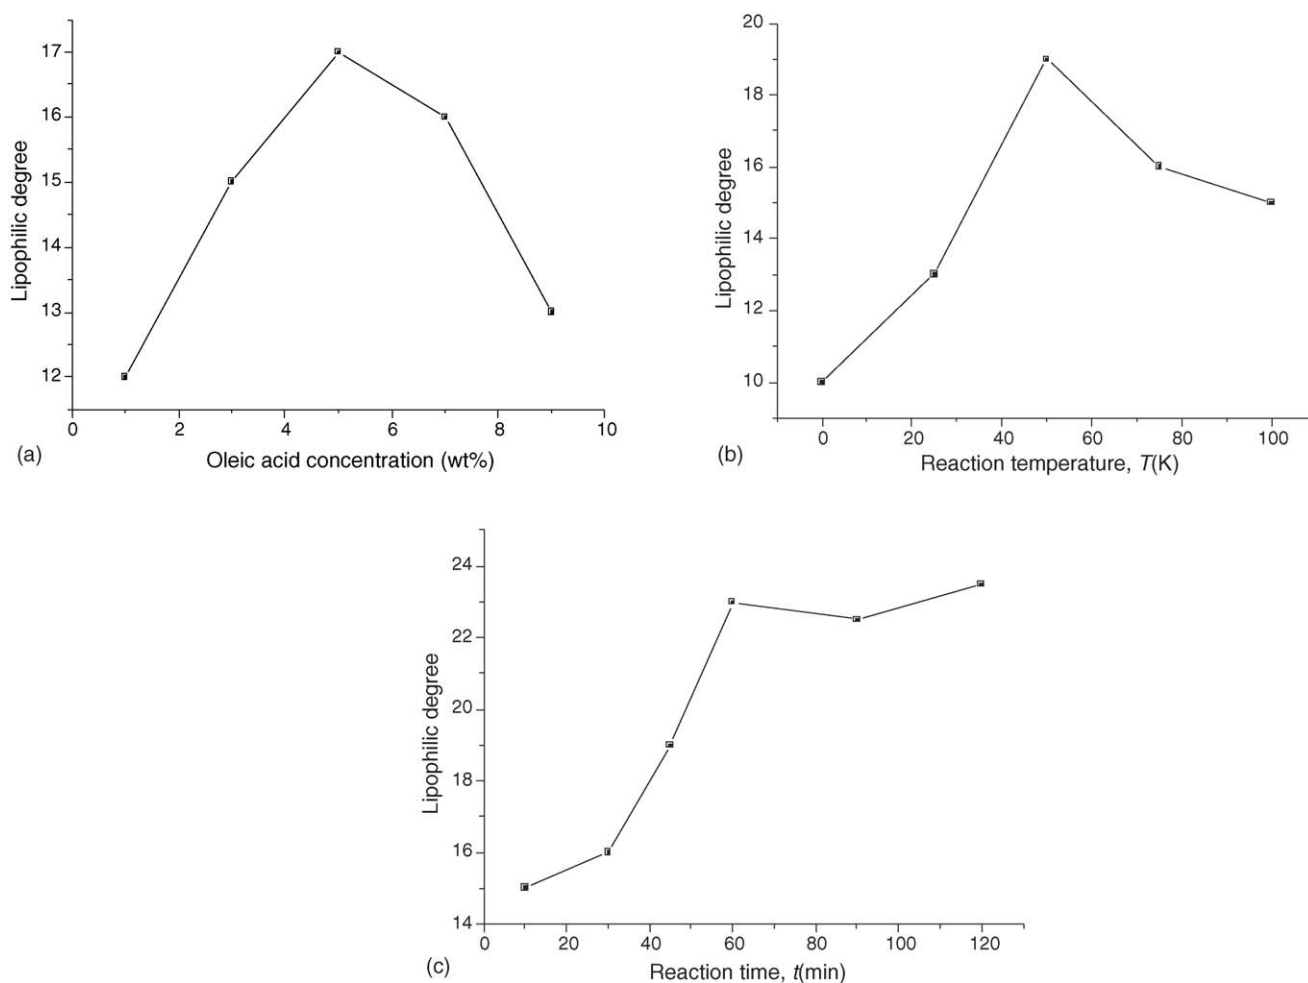 17
16
15
14
13
12
Lipophilic degree
0 2 4 6 8 10
(a)
Oleic acid concentration (wt%)
20
18
16
14
12
10
Lipophilic degree
0 20 40 60 80 100
(b)
Reaction temperature, T(K)
24
22
20
18
16
14
Lipophilic degree
0 20 40 60 80 100 120
(c)
Reaction time, t(min)